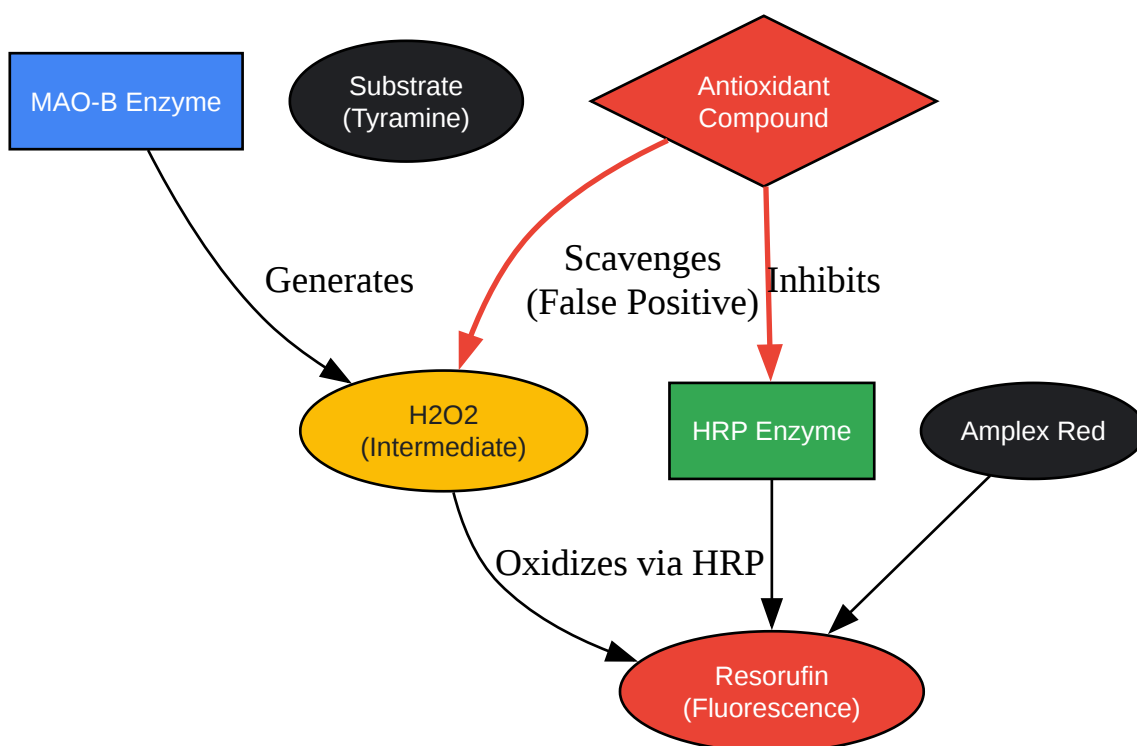 MAO-B Enzyme
Substrate
(Tyramine)
Antioxidant
Compound
Generates
Scavenges
(False Positive)
Inhibits
H2O2
(Intermediate)
HRP Enzyme
Amplex Red
Oxidizes via HRP
Resorufin
(Fluorescence)